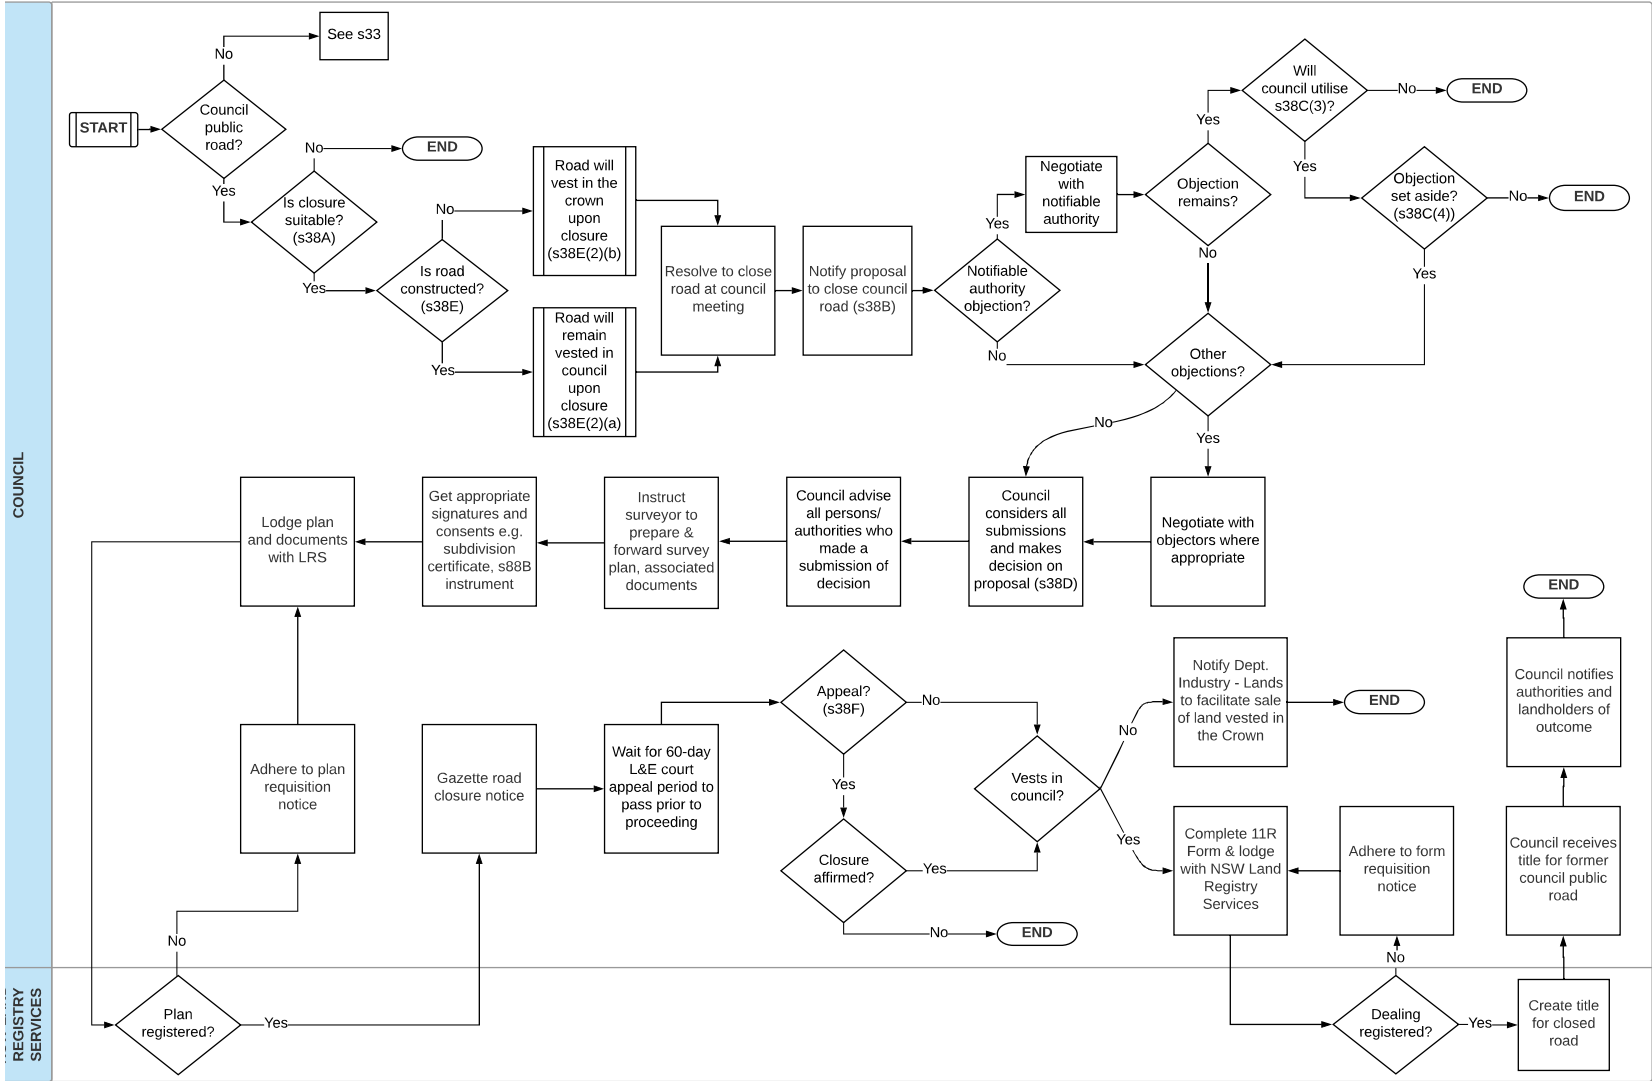 See s33
No
START
Council
public
road?
Yes
No
END
Is closure
suitable?
(s38A)
Yes
Is road
constructed?
(s38E)
No
Yes
Road will
vest in the
crown
upon
closure
(s38E(2)(b)
Road will
remain
vested in
council
upon
closure
(s38E(2)(a)
Resolve to close
road at council
meeting
Notify proposal
to close council
road (s38B)
Notifiable
authority
objection?
Yes
No
Negotiate
with
notifiable
authority
Objection
remains?
Yes
No
Will
council utilise
s38C(3)?
No
END
Yes
Objection
set aside?
(s38C(4))
No
END
Yes
Other
objections?
No
Yes
COUNCIL
Lodge plan
and documents
with LRS
Get appropriate
signatures and
consents e.g.
subdivision
certificate, s88B
instrument
Instruct
surveyor to
prepare &
forward survey
plan, associated
documents
Council advise
all persons/
authorities who
made a
submission of
decision
Council
considers all
submissions
and makes
decision on
proposal (s38D)
Negotiate with
objectors where
appropriate
Adhere to plan
requisition
notice
Gazette road
closure notice
Wait for 60-day
L&E court
appeal period to
pass prior to
proceeding
Appeal?
(s38F)
No
Yes
Closure
affirmed?
Yes
No
END
Vests in
council?
No
Yes
Notify Dept.
Industry - Lands
to facilitate sale
of land vested in
the Crown
END
Complete 11R
Form & lodge
with NSW Land
Registry
Services
Adhere to form
requisition
notice
END
Council notifies
authorities and
landholders of
outcome
Council receives
title for former
council public
road
No
No
REGISTRY
SERVICES
Plan
registered?
Yes
Dealing
registered?
Yes
Create title
for closed
road